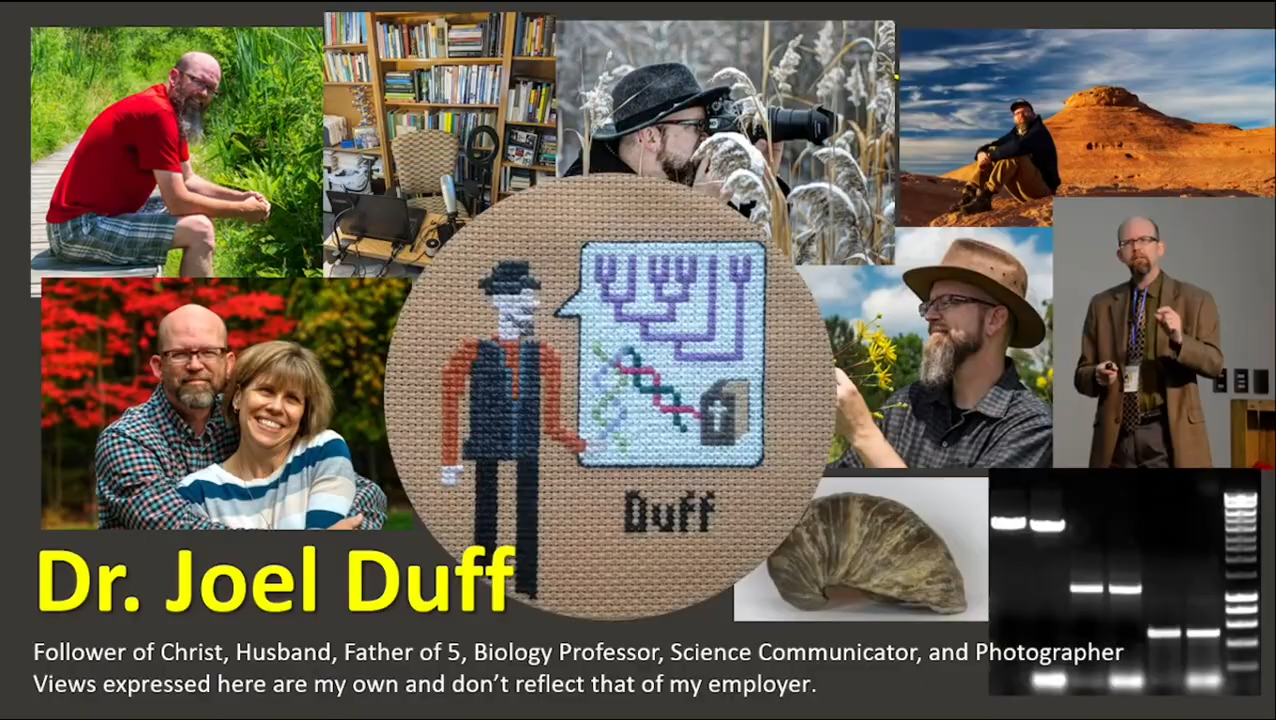 Duff
Dr. Joel Duff
Follower of Christ, Husband, Father of 5, Biology Professor, Science Communicator, and Photographer
Views expressed here are my own and don’t reflect that of my employer.